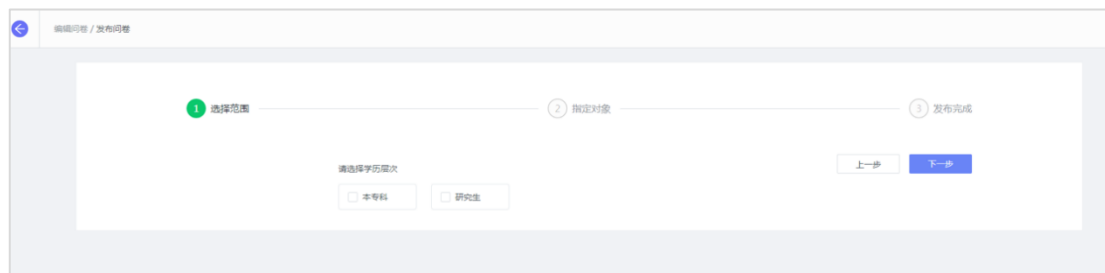 编辑问卷 / 发布问卷
1 选择范围 2 指定对象 3 发布完成
请选择学历层次
上一步 下一步
本专科 研究生